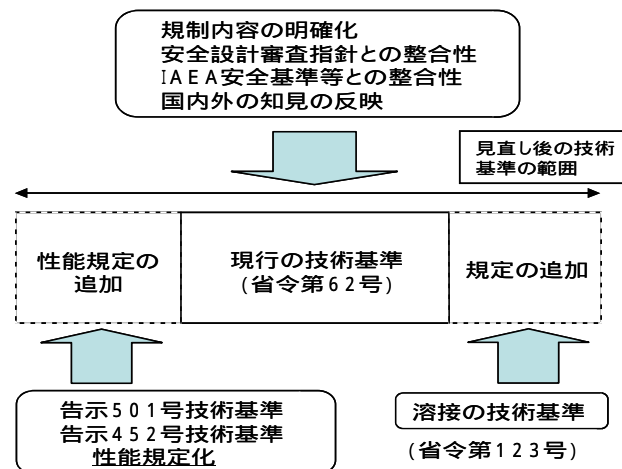 規制内容の明確化
安全設計審査指針との整合性
IAEA安全基準等との整合性
国内外の知見の反映
見直し後の技術
基準の範囲
性能規定の
追加
現行の技術基準
(省令第62号)
規定の追加
告示501号技術基準
告示452号技術基準
性能規定化
溶接の技術基準
(省令第123号)